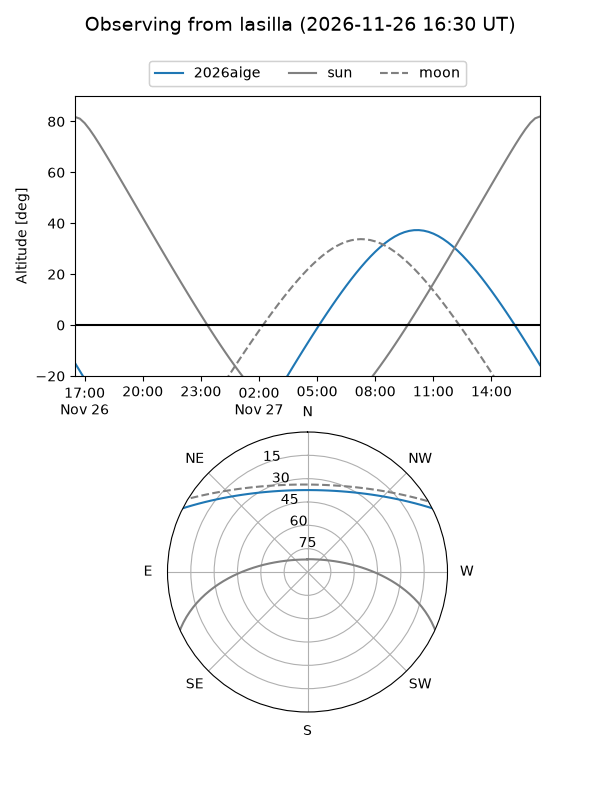 Observing from lasilla (2026-11-26 16:30 UT)
2026aige sun moon
Altitude [deg]
80
60
40
20
0
−20
17:00 20:00 23:00 02:00 05:00 08:00 11:00 14:00
Nov 26 Nov 27
N
NE NW
15
30
45
60
75
E W
SE SW
S